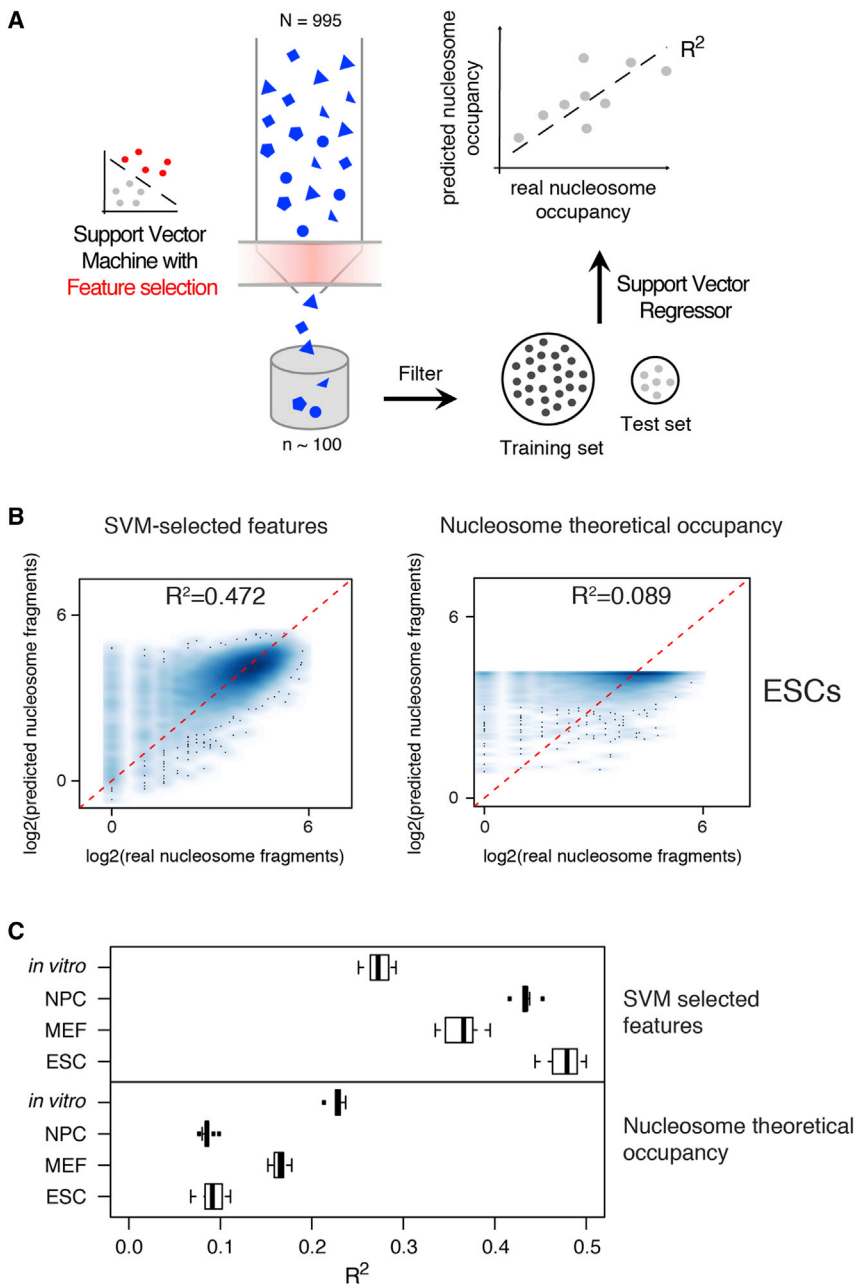 A
N = 995
Support Vector
Machine with
Feature selection
n ~ 100
Filter
Training set
Test set
Support Vector
Regressor
predicted nucleosome
occupancy
R²
real nucleosome
occupancy
B
SVM-selected features
log2(predicted nucleosome fragments)
R²=0.472
6
0
0
6
log2(real nucleosome fragments)
Nucleosome theoretical occupancy
log2(predicted nucleosome fragments)
R²=0.089
6
0
0
6
log2(real nucleosome fragments)
ESCs
C
in vitro
NPC
MEF
ESC
SVM selected
features
in vitro
NPC
MEF
ESC
Nucleosome theoretical
occupancy
0.0 0.1 0.2 0.3 0.4 0.5
R²